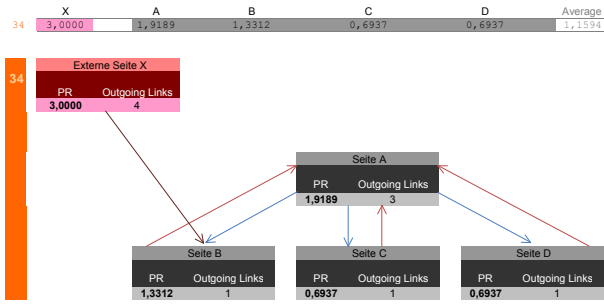 X A B C D Average
34 3,0000 1,9189 1,3312 0,6937 0,6937 1,1594
34
Externe Seite X
PR Outgoing Links
3,0000 4
Seite A
PR Outgoing Links
1,9189 3
Seite B Seite C Seite D
PR Outgoing Links PR Outgoing Links PR Outgoing Links
1,3312 1 0,6937 1 0,6937 1